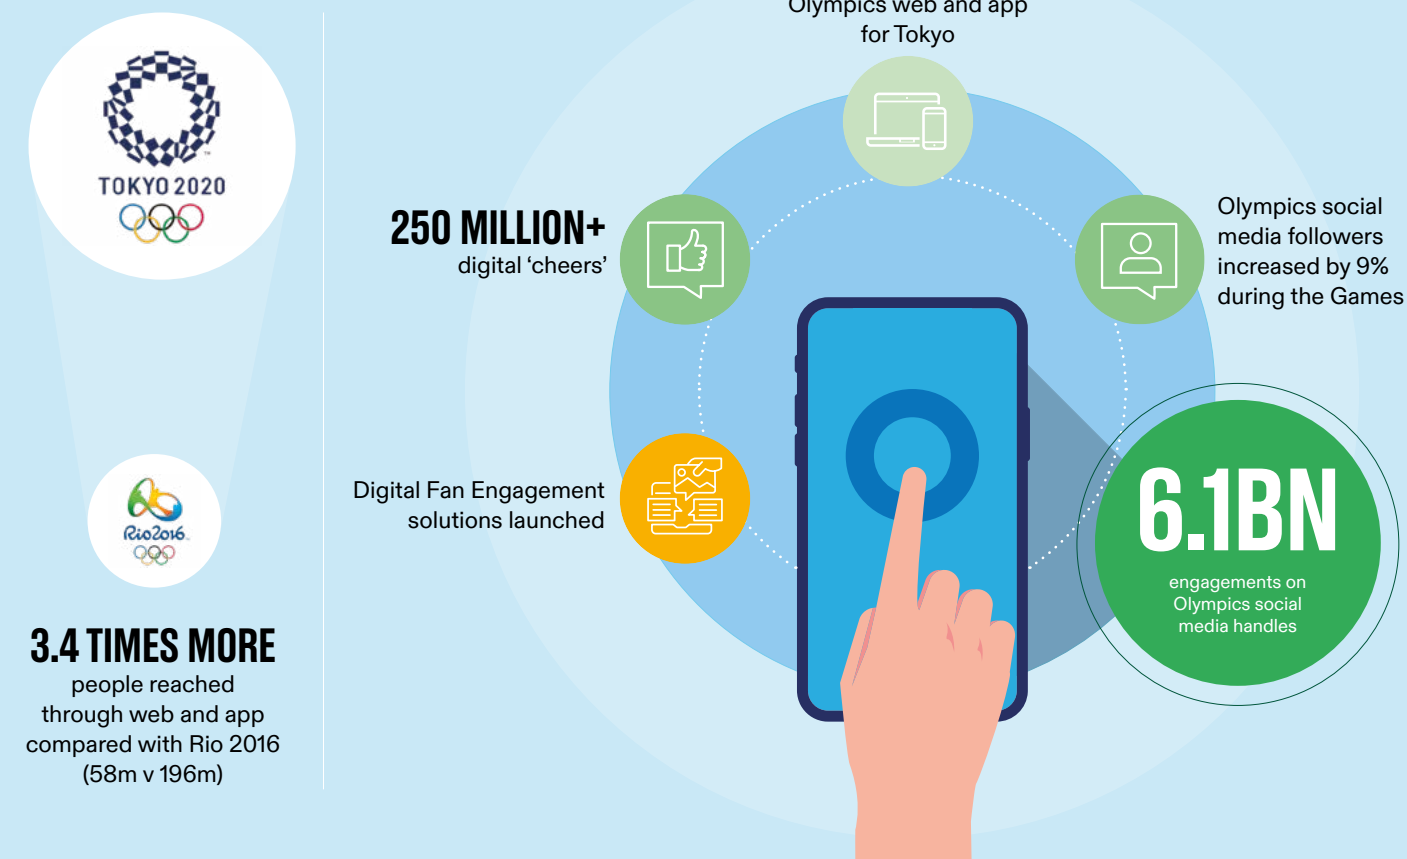 TOKYO 2020
Rio2016
3.4 TIMES MORE
people reached
through web and app
compared with Rio 2016
(58m v 196m)
Olympics web and app
for Tokyo
250 MILLION+
digital ‘cheers’
Olympics social
media followers
increased by 9%
during the Games
Digital Fan Engagement
solutions launched
6.1BN
engagements on
Olympics social
media handles